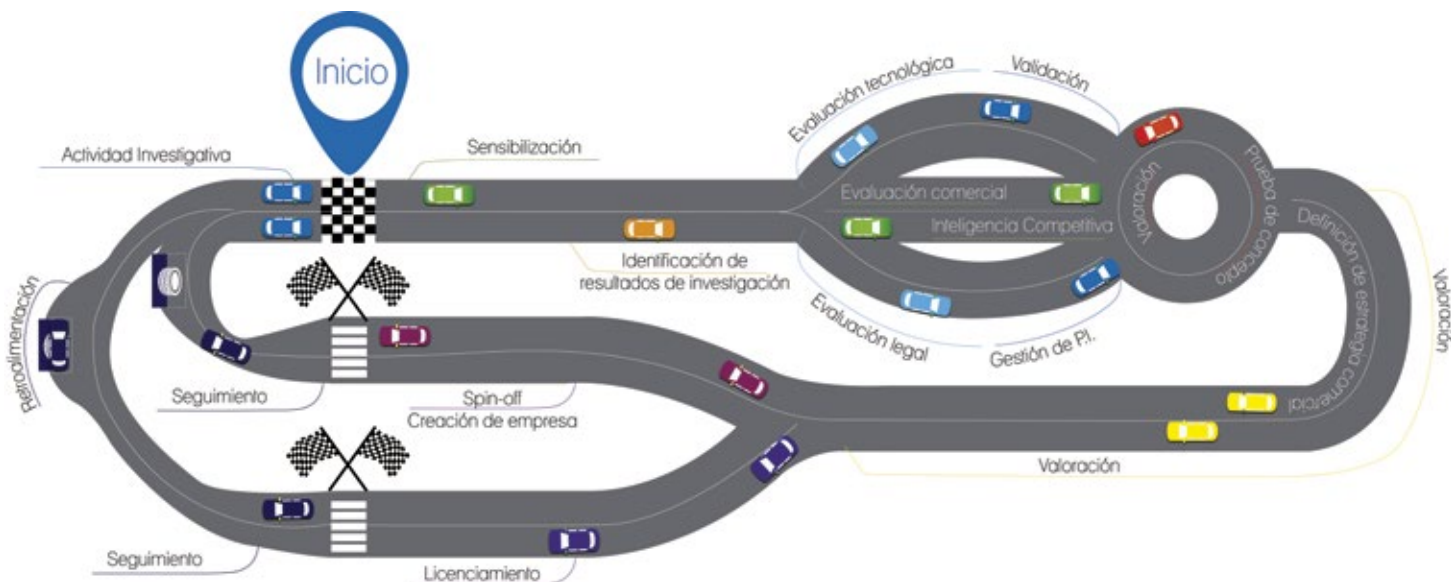 Inicio
Actividad Investigativa
Sensibilización
Identificación de
resultados de investigación
Evaluación tecnológica
Validación
Evaluación comercial
Inteligencia Competitiva
Evaluación legal
Gestión de P.I.
Valoración
Prueba de concepto
Definición de estrategia comercial
Valoración
Valoración
Retroalimentación
Seguimiento
Spin-off
Creación de empresa
Seguimiento
Licenciamiento